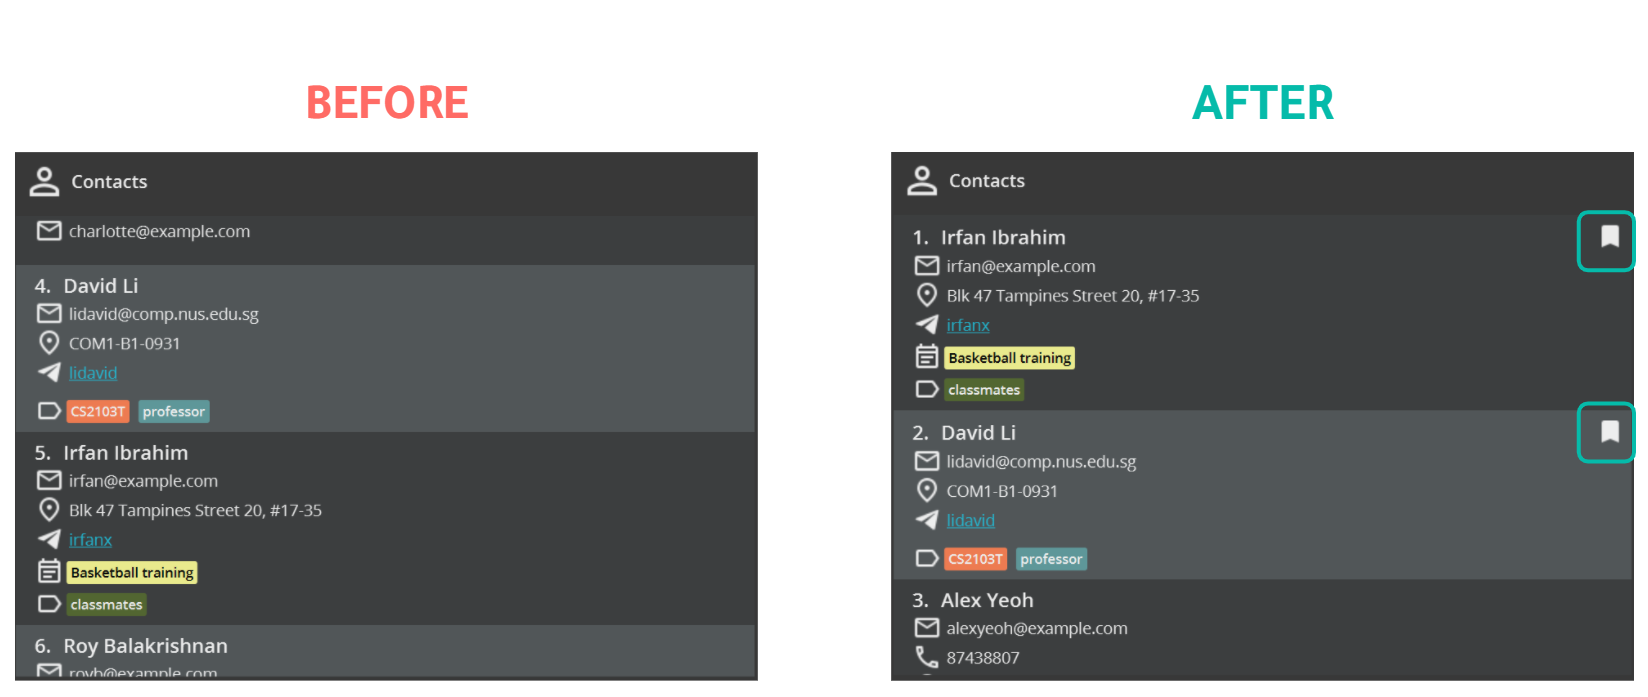 BEFORE
Contacts
charlotte@example.com
4. David Li
lidavid@comp.nus.edu.sg
COM1-B1-0931
lidavid
CS2103T professor
5. Irfan Ibrahim
irfan@example.com
Blk 47 Tampines Street 20, #17-35
irfanx
Basketball training
classmates
6. Roy Balakrishnan
royb@example.com
AFTER
Contacts
1. Irfan Ibrahim
irfan@example.com
Blk 47 Tampines Street 20, #17-35
irfanx
Basketball training
classmates
2. David Li
lidavid@comp.nus.edu.sg
COM1-B1-0931
lidavid
CS2103T professor
3. Alex Yeoh
alexyeoh@example.com
87438807